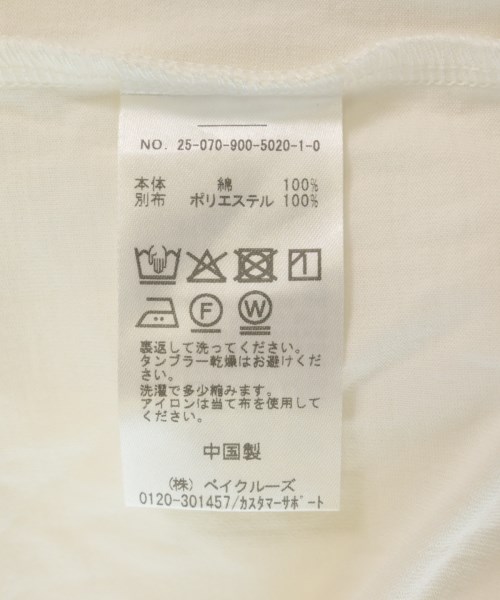 NO. 25-070-900-5020-1-0
本体 綿 100%
別布 ポリエステル 100%
F W
裏返して洗ってください。
タンブラー乾燥はお避けくだ
さい。
洗濯で多少縮みます。
アイロンは当て布を使用して
ください。
中国製
(株) ベイクルーズ
0120-301457/カスタマーサポート